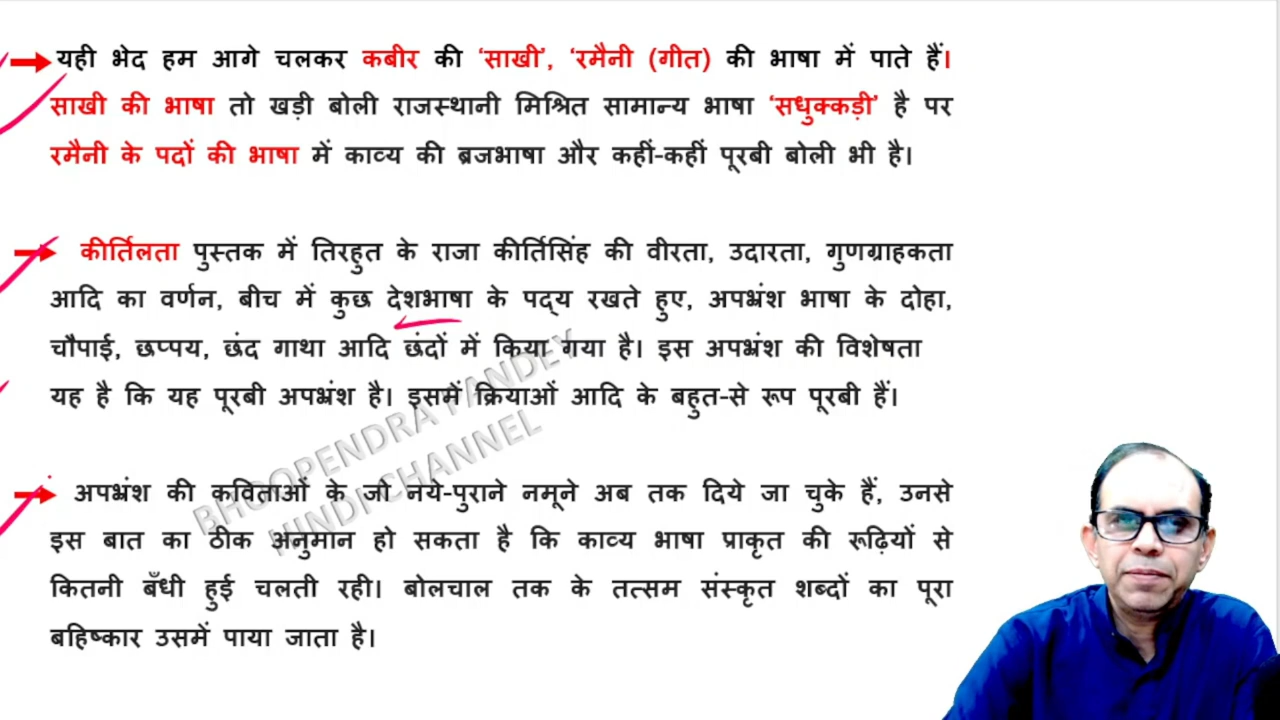 यही भेद हम आगे चलकर कबीर की ‘साखी’, ‘रमैनी (गीत) की भाषा में पाते हैं।
साखी की भाषा तो खड़ी बोली राजस्थानी मिश्रित सामान्य भाषा ‘सधुक्कड़ी’ है पर
रमैनी के पदों की भाषा में काव्य की ब्रजभाषा और कहीं-कहीं पूरबी बोली भी है।
कीर्तिलता पुस्तक में तिरहुत के राजा कीर्तिसिंह की वीरता, उदारता, गुणग्राहकता
आदि का वर्णन, बीच में कुछ देशभाषा के पद्य रखते हुए, अपभ्रंश भाषा के दोहा,
चौपाई, छप्पय, छंद गाथा आदि छंदों में किया गया है। इस अपभ्रंश की विशेषता
यह है कि यह पूरबी अपभ्रंश है। इसमें क्रियाओं आदि के बहुत-से रूप पूरबी हैं।
अपभ्रंश की कविताओं के जो नये-पुराने नमूने अब तक दिये जा चुके हैं, उनसे
इस बात का ठीक अनुमान हो सकता है कि काव्य भाषा प्राकृत की रूढ़ियों से
कितनी बँधी हुई चलती रही। बोलचाल तक के तत्सम संस्कृत शब्दों का पूरा
बहिष्कार उसमें पाया जाता है।
BHOOPENDRA PANDEY
HINDI CHANNEL